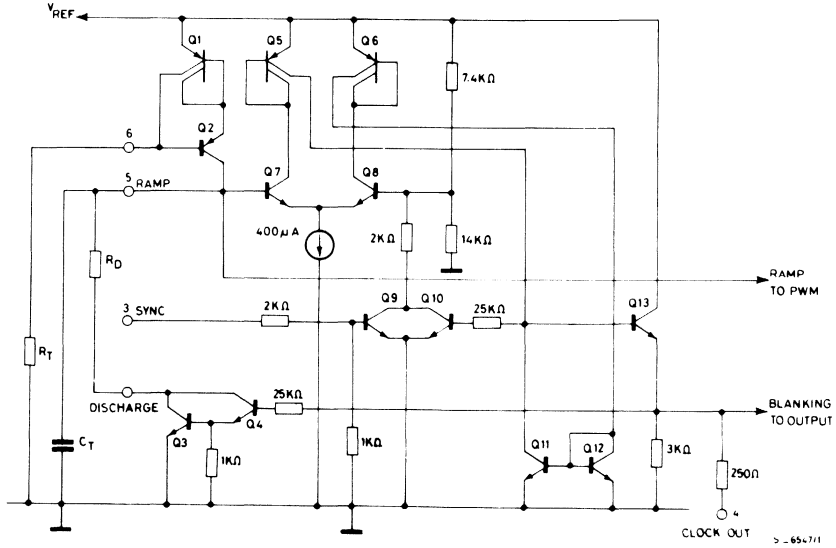 VREF
Q1
Q5
Q6
7.4KΩ
6
Q2
5 RAMP
Q7
Q8
400µA
2KΩ
14KΩ
RD
RAMP
TO PWM
3 SYNC
2KΩ
Q9
Q10
25KΩ
Q13
RT
DISCHARGE
25KΩ
BLANKING
TO OUTPUT
Q3
Q4
CT
1KΩ
1KΩ
Q11
Q12
3KΩ
250Ω
4
CLOCK OUT
S_6547/1